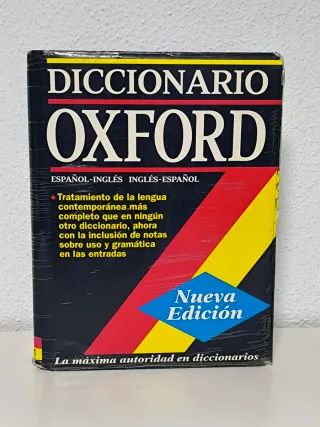 DICCIONARIO
OXFORD
ESPAÑOL-INGLÉS INGLÉS-ESPAÑOL
• Tratamiento de la lengua
contemporánea más
completo que en ningún
otro diccionario, ahora
con la inclusión de notas
sobre uso y gramática
en las entradas
Nueva
Edición
La máxima autoridad en diccionarios